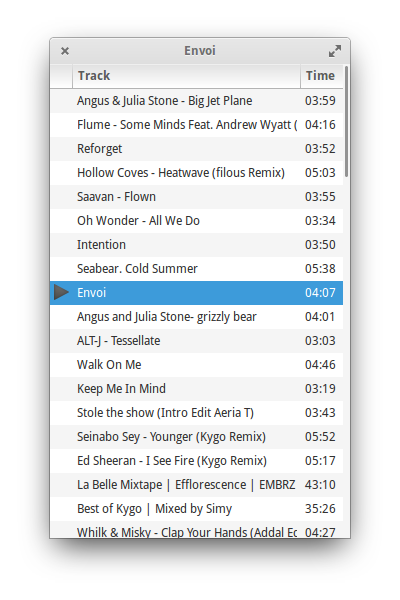 Envoi
Track Time
Angus & Julia Stone - Big Jet Plane 03:59
Flume - Some Minds Feat. Andrew Wyatt ( 04:16
Reforget 03:52
Hollow Coves - Heatwave (filous Remix) 05:03
Saavan - Flown 03:55
Oh Wonder - All We Do 03:34
Intention 03:50
Seabear. Cold Summer 05:38
Envoi 04:07
Angus and Julia Stone- grizzly bear 04:01
ALT-J - Tessellate 03:03
Walk On Me 04:46
Keep Me In Mind 03:19
Stole the show (Intro Edit Aeria T) 03:43
Seinabo Sey - Younger (Kygo Remix) 05:52
Ed Sheeran - I See Fire (Kygo Remix) 05:17
La Belle Mixtape | Efflorescence | EMBRZ 43:10
Best of Kygo | Mixed by Simy 35:26
Whilk & Misky - Clap Your Hands (Addal Ed 04:27